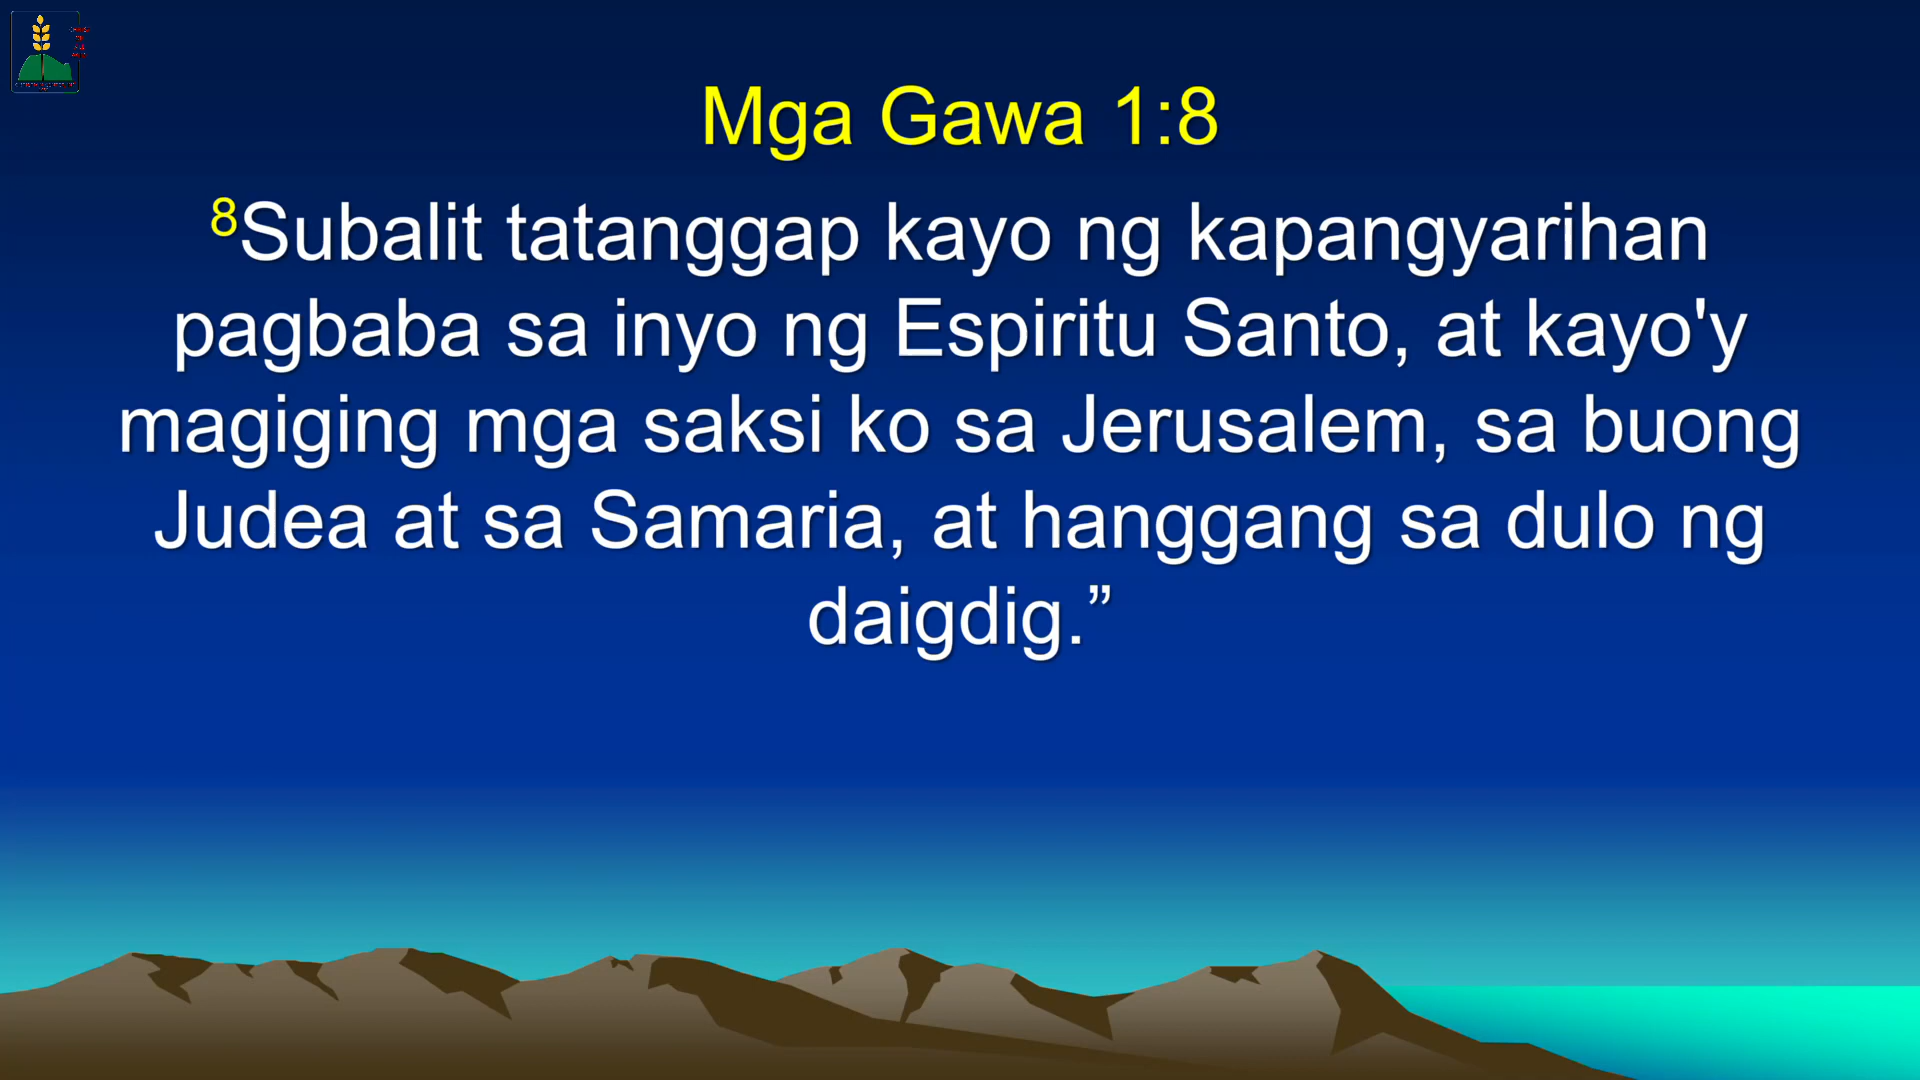 Mga Gawa 1:8
8Subalit tatanggap kayo ng kapangyarihan
pagbaba sa inyo ng Espiritu Santo, at kayo'y
magiging mga saksi ko sa Jerusalem, sa buong
Judea at sa Samaria, at hanggang sa dulo ng
daigdig.”